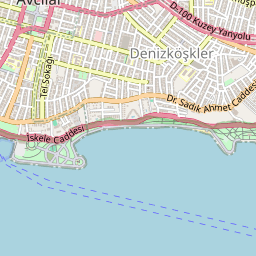 Avcılar
D-100 Kuzey Yanyolu
Denizköşkler
Tel Sokağı
Dr. Sadık Ahmet Caddesi
İskele Caddesi